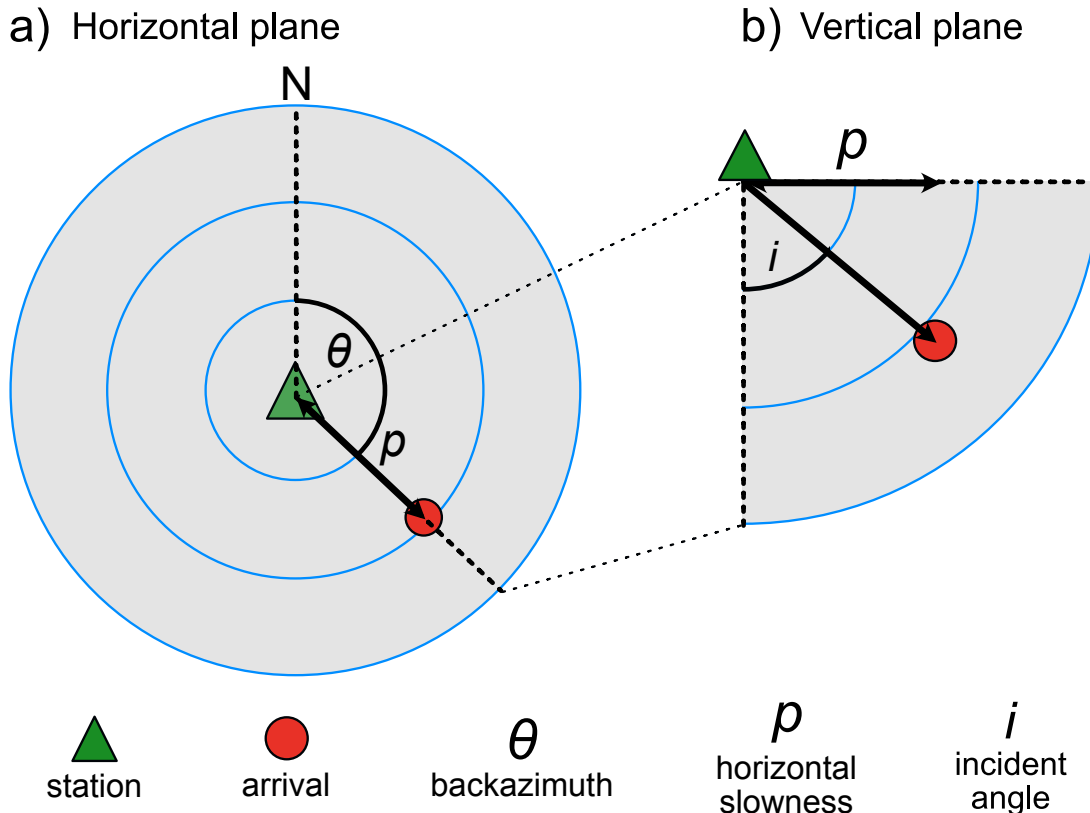 a) Horizontal plane
b) Vertical plane
N
p
θ
i
p
θ
p
i
station
arrival
backazimuth
horizontal
slowness
incident
angle